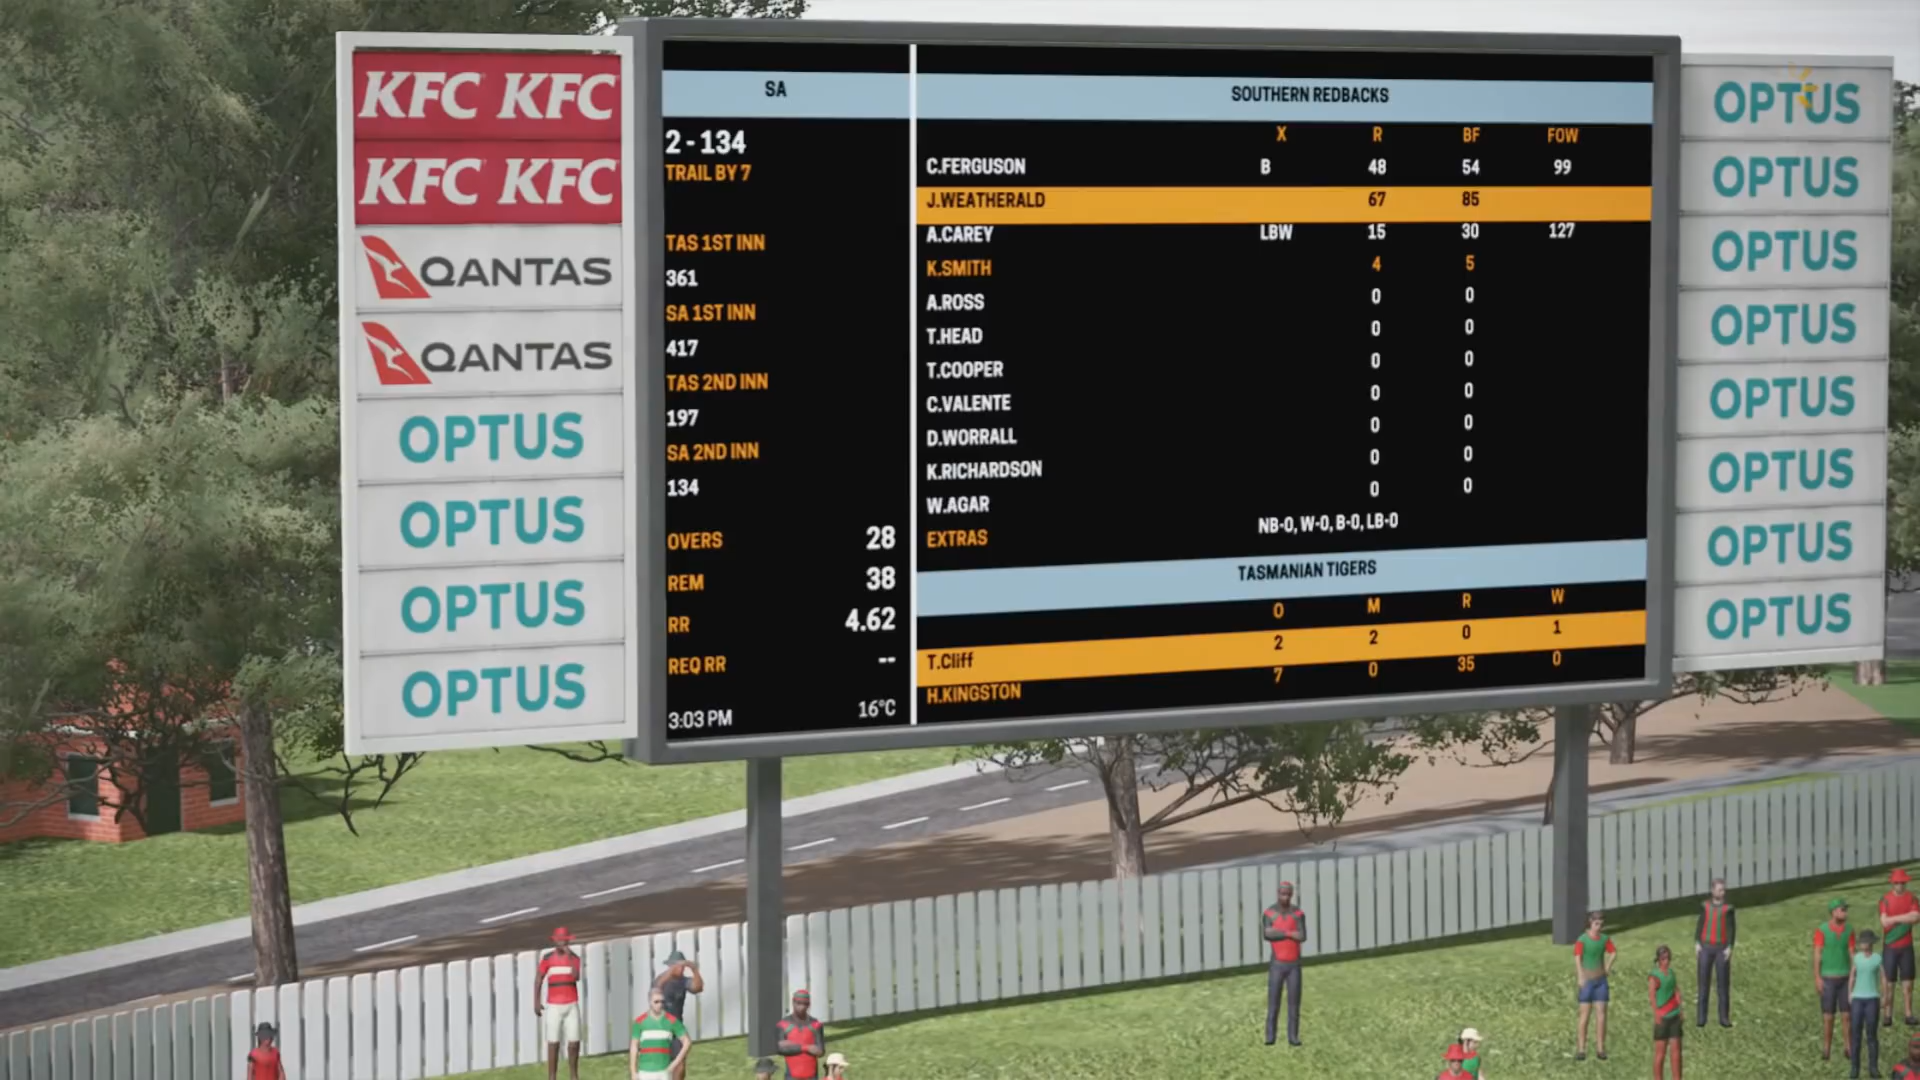 KFC KFC
KFC KFC
QANTAS
QANTAS
OPTUS
OPTUS
OPTUS
OPTUS
SA
2 - 134
TRAIL BY 7
TAS 1ST INN
361
SA 1ST INN
417
TAS 2ND INN
197
SA 2ND INN
134
OVERS 28
REM 38
RR 4.62
REQ RR --
3:03 PM 16°C
SOUTHERN REDBACKS
X R BF FOW
C.FERGUSON B 48 54 99
J.WEATHERALD 67 85
A.CAREY LBW 15 30 127
K.SMITH 4 5
A.ROSS 0 0
T.HEAD 0 0
T.COOPER 0 0
C.VALENTE 0 0
D.WORRALL 0 0
K.RICHARDSON 0 0
W.AGAR 0 0
EXTRAS NB-0, W-0, B-0, LB-0
TASMANIAN TIGERS
O M R W
T.Cliff 2 2 0 1
H.KINGSTON 7 0 35 0
OPTUS
OPTUS
OPTUS
OPTUS
OPTUS
OPTUS
OPTUS
OPTUS